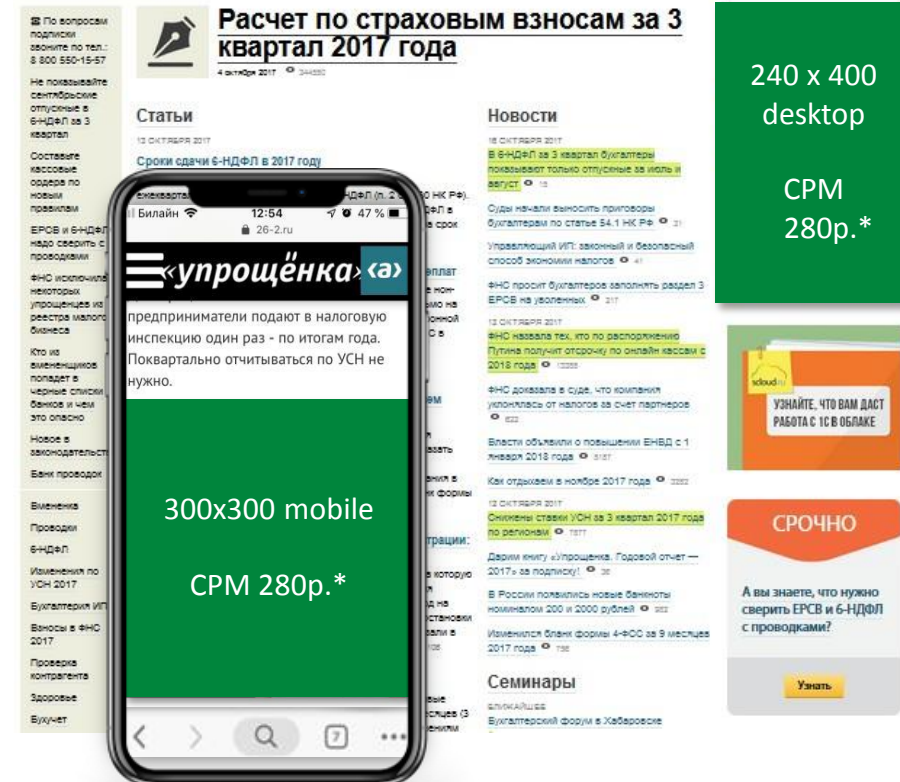 ☎ По вопросам
подписки
звоните по тел.:
8 800 550-15-57
Не показывайте
сентябрьские
отпускные в
6-НДФЛ за 3
квартал
Составьте
кассовые
ордера по
новым
правилам
ЕРСВ и 6-НДФЛ
надо сверить с
проводками
ФНС исключила
некоторых
упрощенцев из
реестра малого
бизнеса
Кто из
вмененщиков
попадет в
черные списки
банков и чем
это опасно
Новое в
законодательст
Банк проводок
Вмененка
Проводки
6-НДФЛ
Изменения по
УСН 2017
Бухгалтерия ИП
Взносы в ФНС
2017
Проверка
контрагента
Здоровье
Бухучет
Расчет по страховым взносам за 3
квартал 2017 года
4 октября 2017
Статьи
13 ОКТЯБРЯ 2017
Сроки сдачи 6-НДФЛ в 2017 году
Билайн 12:54 47 %
26-2.ru
«упрощёнка» ‹а›
предприниматели подают в налоговую
инспекцию один раз - по итогам года.
Поквартально отчитываться по УСН не
нужно.
300x300 mobile
CPM 280р.*
7
Новости
16 ОКТЯБРЯ 2017
В 6-НДФЛ за 3 квартал бухгалтеры
показывают только отпускные за июль и
август 15
Суды начали выносить приговоры
бухгалтерам по статье 54.1 НК РФ 31
Управляющий ИП: законный и безопасный
способ экономии налогов 41
ФНС просит бухгалтеров заполнять раздел 3
ЕРСВ на уволенных 217
13 ОКТЯБРЯ 2017
ФНС назвала тех, кто по распоряжению
Путина получит отсрочку по онлайн кассам с
2018 года
ФНС доказала в суде, что компания
уклонялась от налогов за счет партнеров
622
Власти объявили о повышении ЕНВД с 1
января 2018 года
Как отдыхаем в ноябре 2017 года
12 ОКТЯБРЯ 2017
Снижены ставки УСН за 3 квартал 2017 года
по регионам
Дарим книгу «Упрощенка. Годовой отчет —
2017» за подписку!
В России появились новые банкноты
номиналом 200 и 2000 рублей
Изменился бланк формы 4-ФСС за 9 месяцев
2017 года
Семинары
БЛИЖАЙШЕЕ
Бухгалтерский форум в Хабаровске
240 x 400
desktop
CPM
280р.*
scloud.ru
УЗНАЙТЕ, ЧТО ВАМ ДАСТ
РАБОТА С 1С В ОБЛАКЕ
СРОЧНО
А вы знаете, что нужно
сверить ЕРСВ и 6-НДФЛ
с проводками?
Узнать